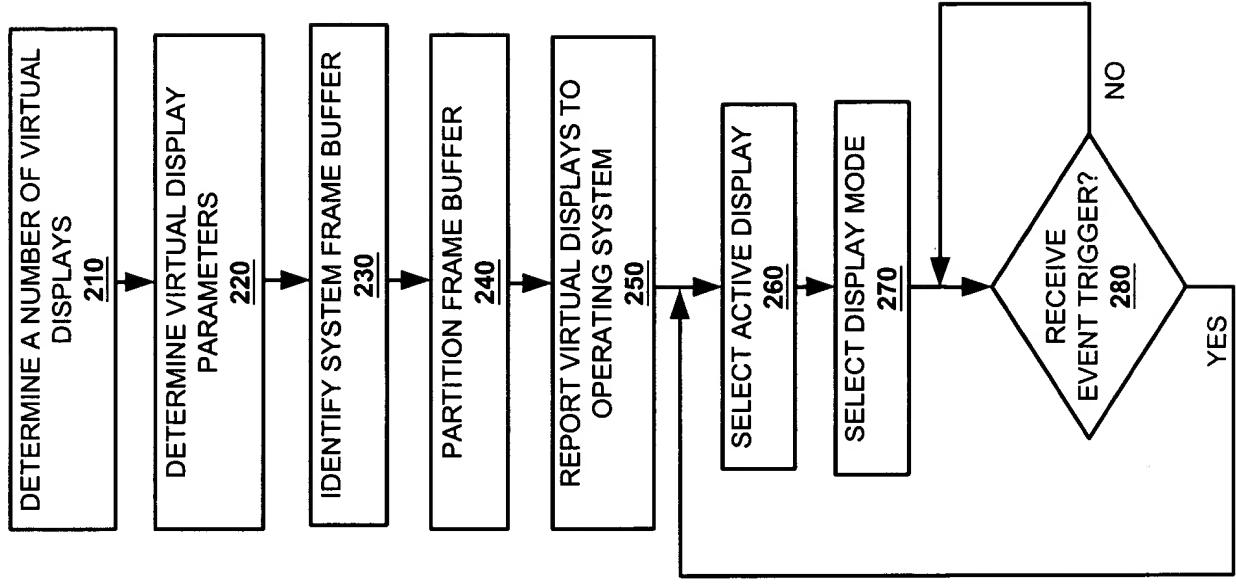 DETERMINE A NUMBER OF VIRTUAL
DISPLAYS
210
DETERMINE VIRTUAL DISPLAY
PARAMETERS
220
IDENTIFY SYSTEM FRAME BUFFER
230
PARTITION FRAME BUFFER
240
REPORT VIRTUAL DISPLAYS TO
OPERATING SYSTEM
250
SELECT ACTIVE DISPLAY
260
SELECT DISPLAY MODE
270
RECEIVE
EVENT TRIGGER?
280
NO
YES